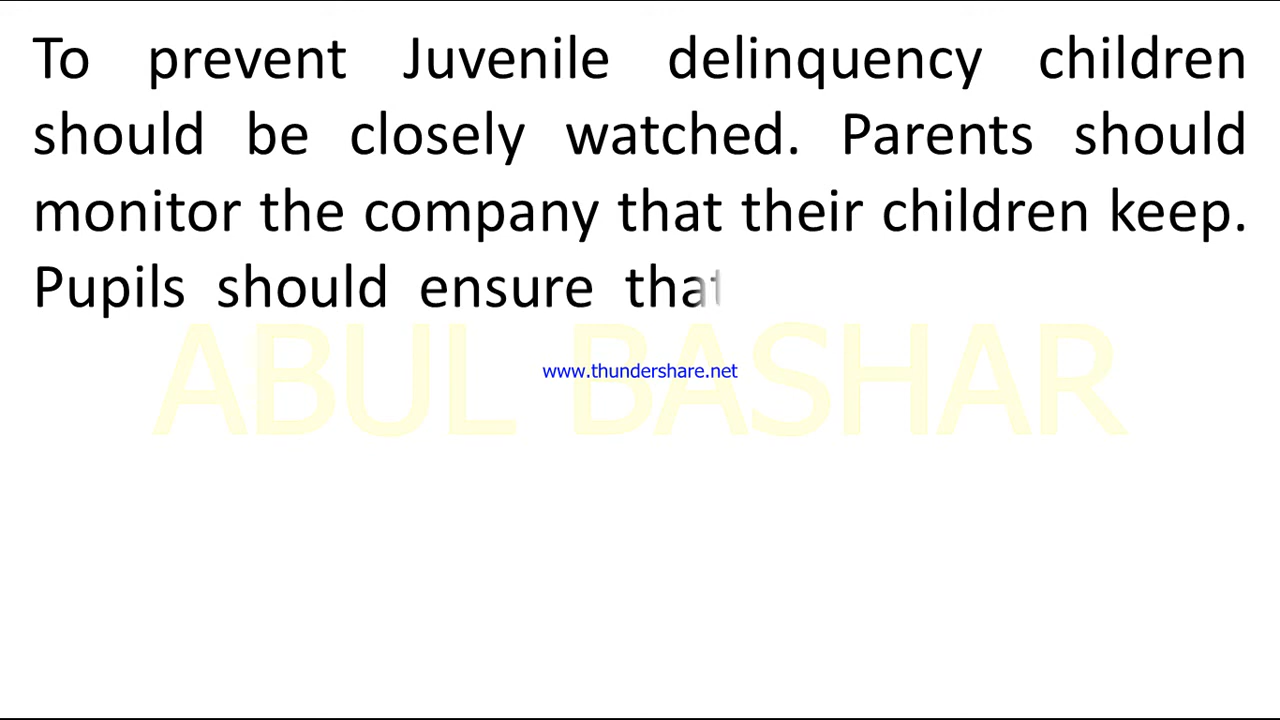 To prevent Juvenile delinquency children
should be closely watched. Parents should
monitor the company that their children keep.
Pupils should ensure that
www.thundershare.net
ABUL BASHAR